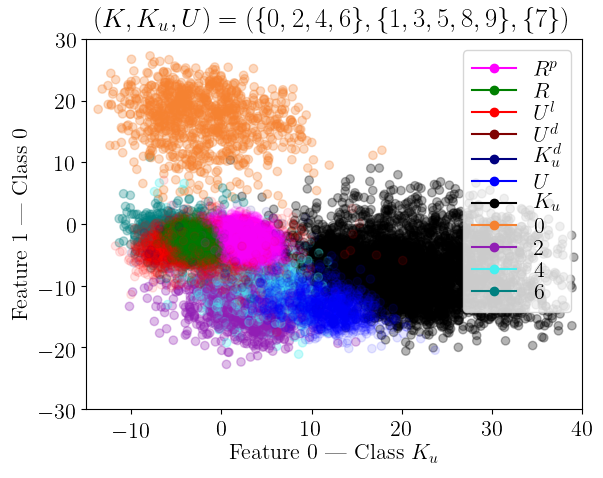 (K, K_u, U) = ({0, 2, 4, 6}, {1, 3, 5, 8, 9}, {7})
30
20
10
0
−10
−20
−30
Feature 1 — Class 0
R^p
R
U^l
U^d
K_u^d
U
K_u
0
2
4
6
−10 0 10 20 30 40
Feature 0 — Class K_u